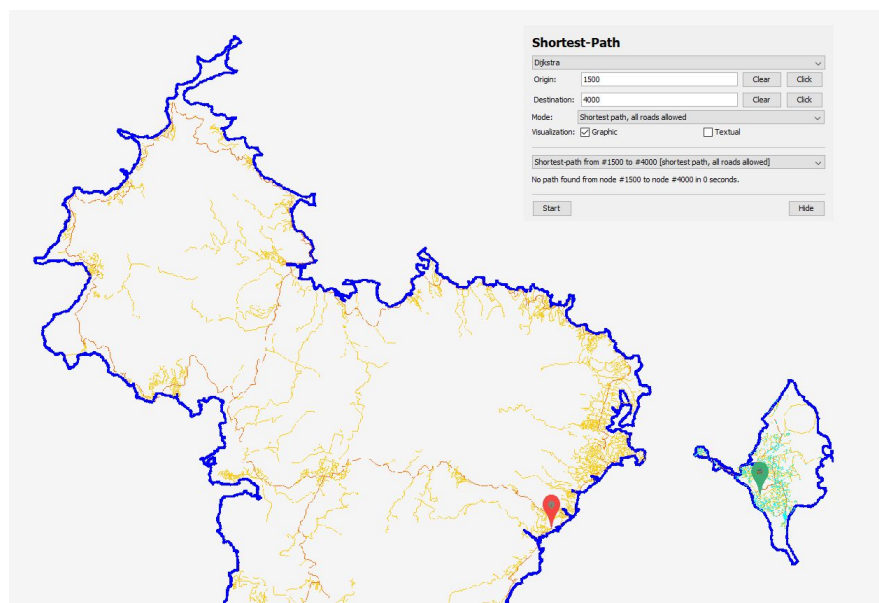 Shortest-Path
Dijkstra
Origin: 1500 Clear Click
Destination: 4000 Clear Click
Mode: Shortest path, all roads allowed
Visualization: Graphic Textual
Shortest-path from #1500 to #4000 [shortest path, all roads allowed]
No path found from node #1500 to node #4000 in 0 seconds.
Start Hide